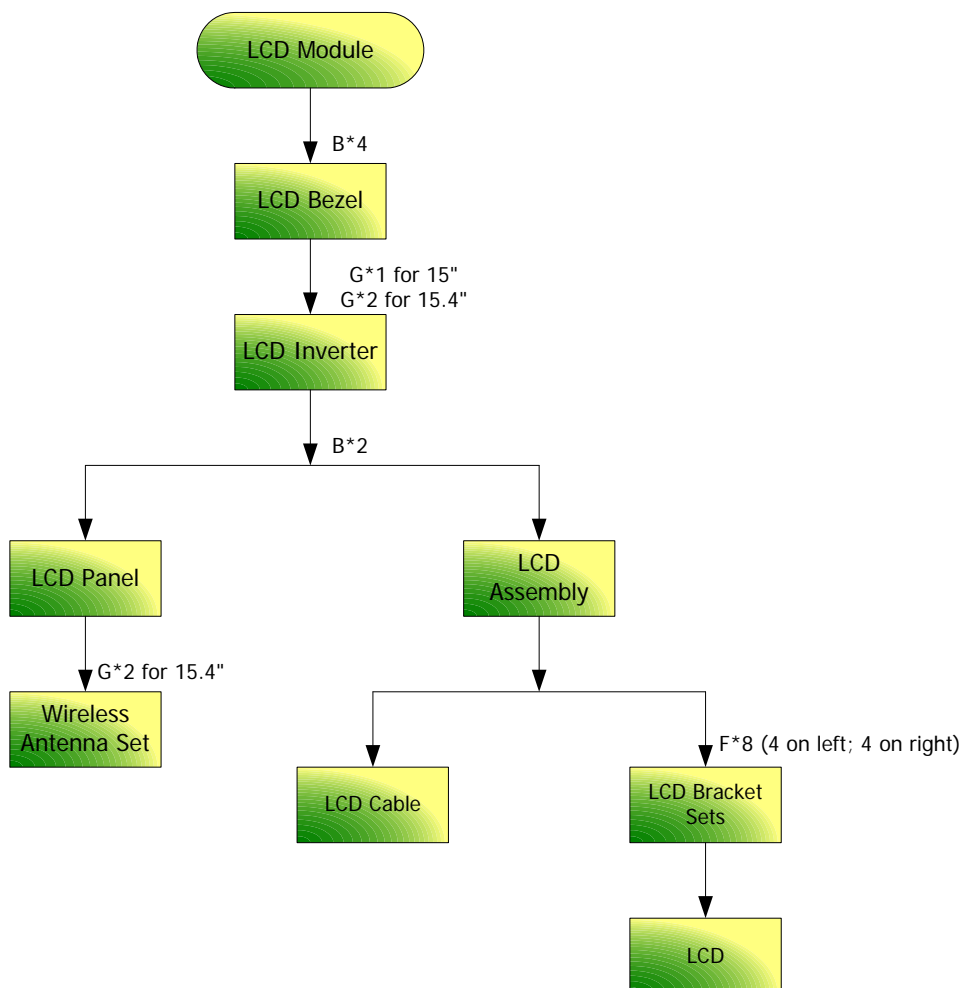 LCD Module
B*4
LCD Bezel
G*1 for 15"
G*2 for 15.4"
LCD Inverter
B*2
LCD Panel
LCD
Assembly
G*2 for 15.4"
Wireless
Antenna Set
F*8 (4 on left; 4 on right)
LCD Cable
LCD Bracket
Sets
LCD